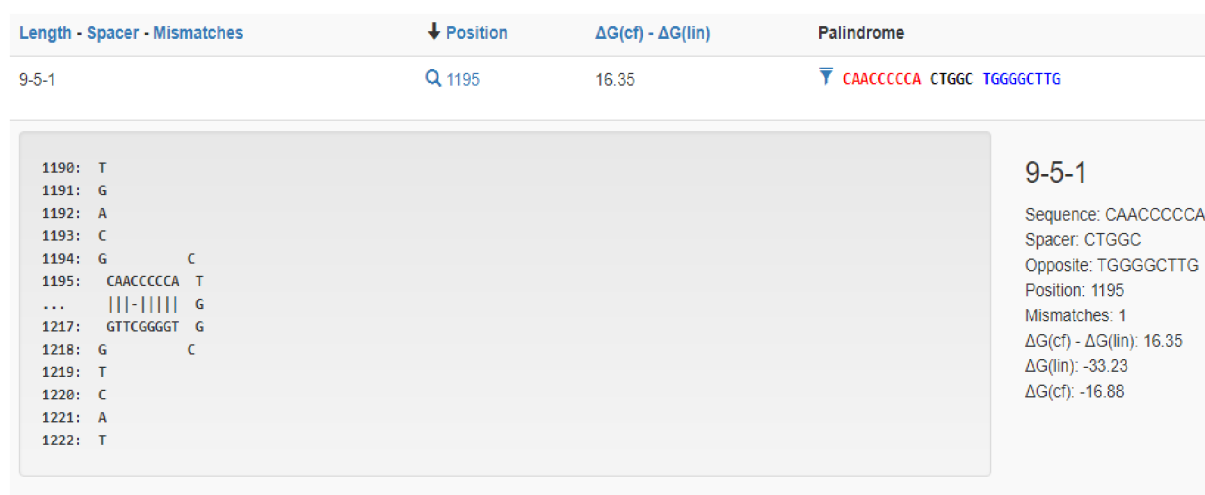 Length - Spacer - Mismatches Position ΔG(cf) - ΔG(lin) Palindrome
9-5-1 1195 16.35 CAACCCCCA CTGGC TGGGGCTTG
1190: T
1191: G
1192: A
1193: C
1194: G C
1195: CAACCCCCA T
... |||-||||| G
1217: GTTCGGGGT G
1218: G C
1219: T
1220: C
1221: A
1222: T
9-5-1
Sequence: CAACCCCCA
Spacer: CTGGC
Opposite: TGGGGCTTG
Position: 1195
Mismatches: 1
ΔG(cf) - ΔG(lin): 16.35
ΔG(lin): -33.23
ΔG(cf): -16.88